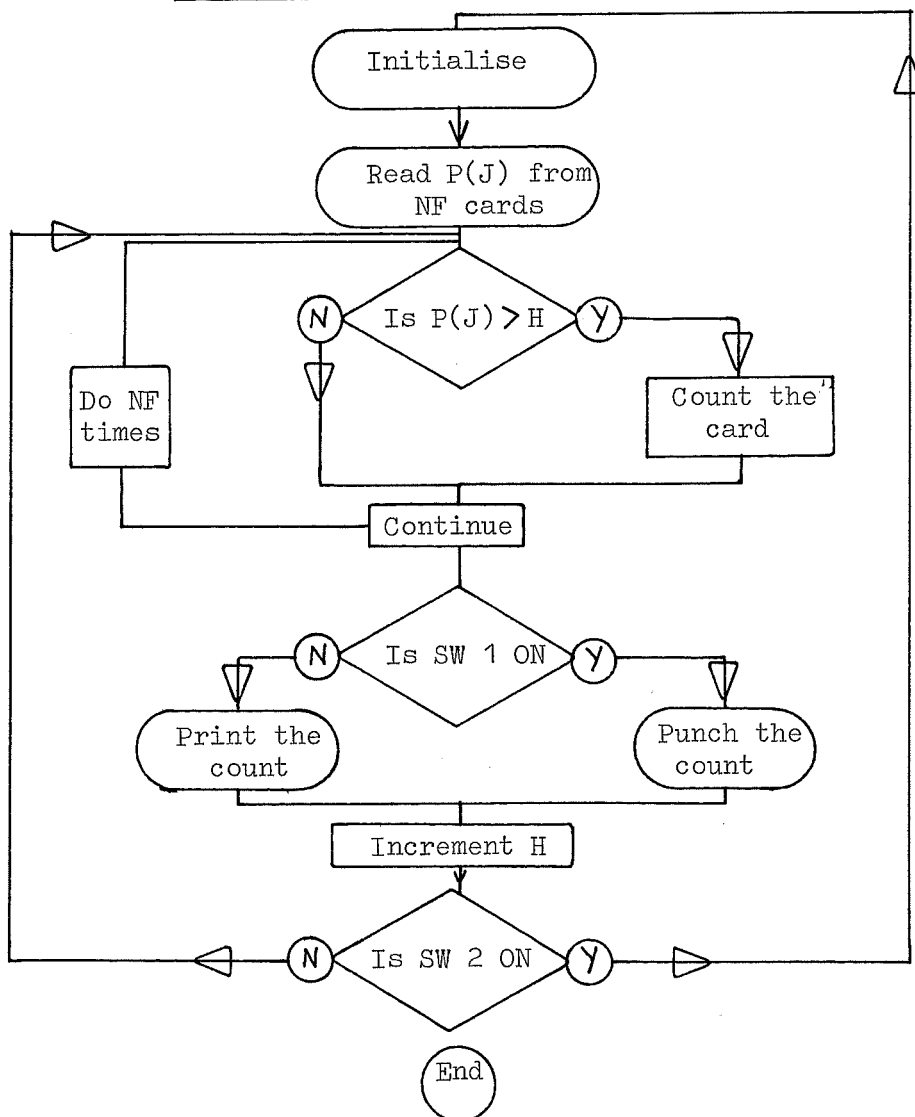 Initialise
Read P(J) from
NF cards
N
Is P(J) > H
Y
Do NF
times
Count the
card
Continue
N
Is SW 1 ON
Y
Print the
count
Punch the
count
Increment H
N
Is SW 2 ON
Y
End